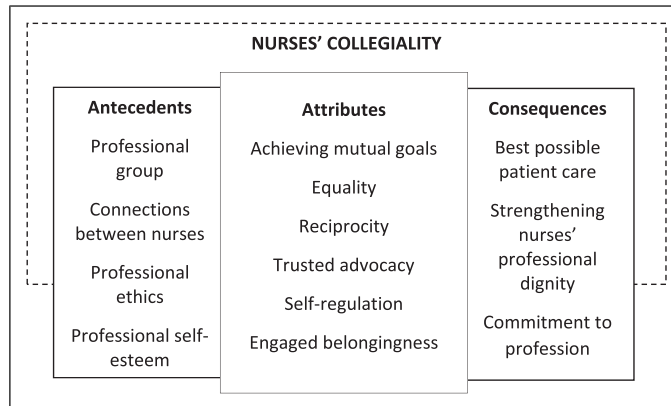 NURSES' COLLEGIALITY
Antecedents
Professional
group
Connections
between nurses
Professional
ethics
Professional self-
esteem
Attributes
Achieving mutual goals
Equality
Reciprocity
Trusted advocacy
Self-regulation
Engaged belongingness
Consequences
Best possible
patient care
Strengthening
nurses'
professional
dignity
Commitment to
profession